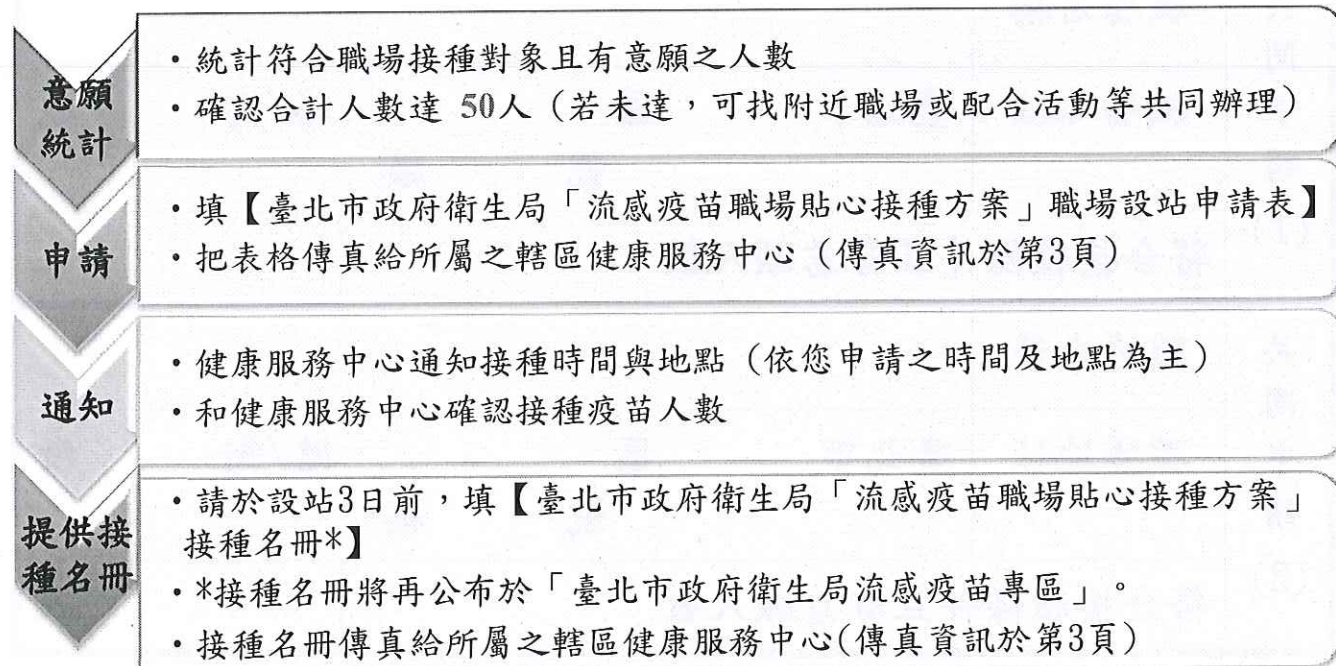 意願
統計
・統計符合職場接種對象且有意願之人數
・確認合計人數達 50人（若未達，可找附近職場或配合活動等共同辦理）
申請
・填【臺北市政府衛生局「流感疫苗職場貼心接種方案」職場設站申請表】
・把表格傳真給所屬之轄區健康服務中心（傳真資訊於第3頁）
通知
・健康服務中心通知接種時間與地點（依您申請之時間及地點為主）
・和健康服務中心確認接種疫苗人數
提供接
種名冊
・請於設站3日前，填【臺北市政府衛生局「流感疫苗職場貼心接種方案」
接種名冊*】
・*接種名冊將再公布於「臺北市政府衛生局流感疫苗專區」。
・接種名冊傳真給所屬之轄區健康服務中心(傳真資訊於第3頁）